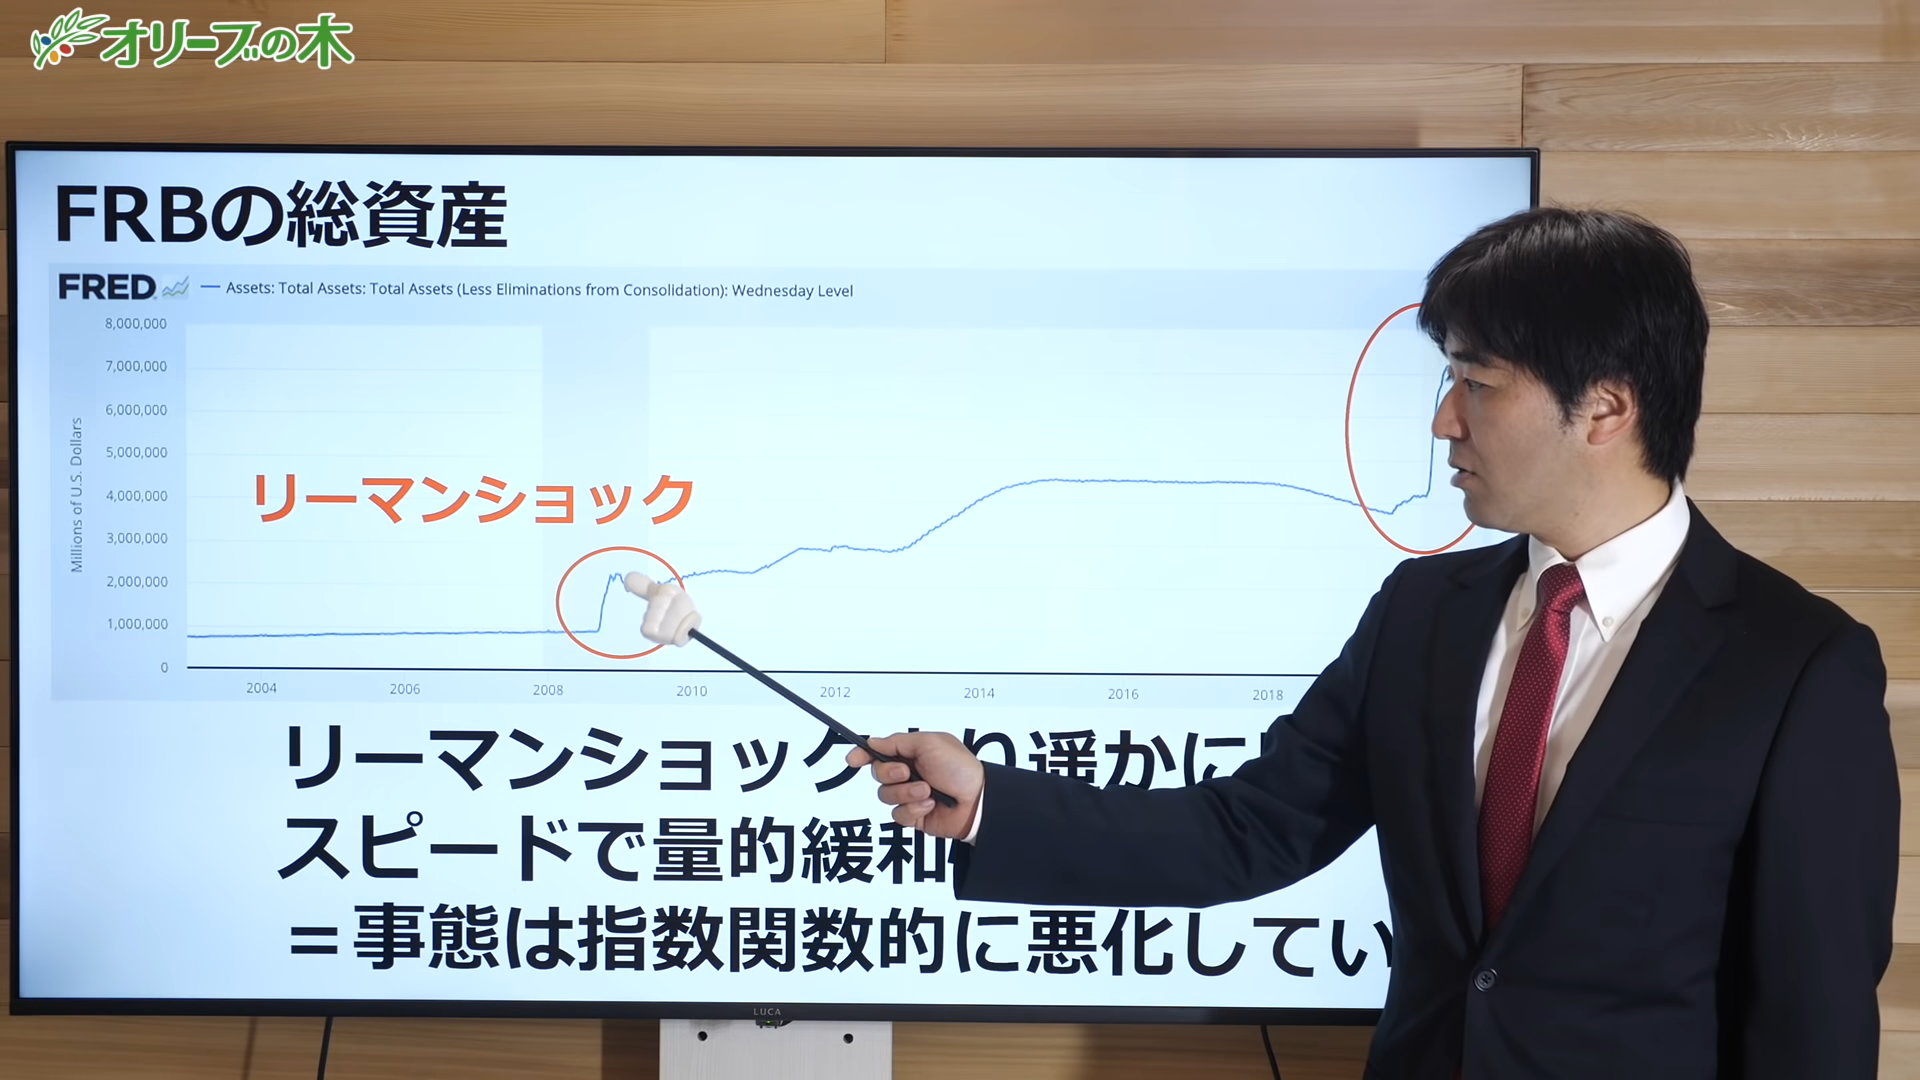 オリーブの木
FRBの総資産
FRED
Assets: Total Assets: Total Assets (Less Eliminations from Consolidation): Wednesday Level
8,000,000
7,000,000
6,000,000
5,000,000
4,000,000
3,000,000
2,000,000
1,000,000
0
Millions of U.S. Dollars
リーマンショック
2004
2006
2008
2010
2012
2014
2016
2018
リーマンショックより遥かに
スピードで量的緩和
＝事態は指数関数的に悪化してい
LUCA